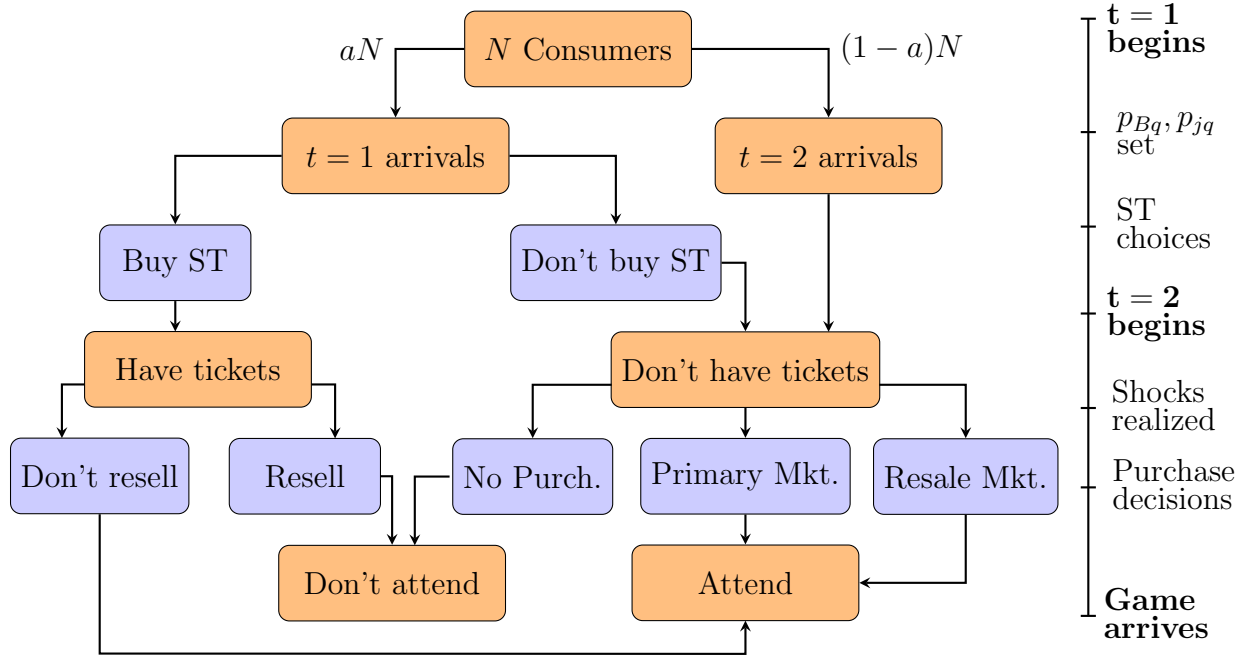 N Consumers
aN
(1 − a)N
t = 1 arrivals
t = 2 arrivals
Buy ST
Don't buy ST
Have tickets
Don't have tickets
Don't resell
Resell
No Purch.
Primary Mkt.
Resale Mkt.
Don't attend
Attend
t = 1
begins
p_{Bq}, p_{jq}
set
ST
choices
t = 2
begins
Shocks
realized
Purchase
decisions
Game
arrives